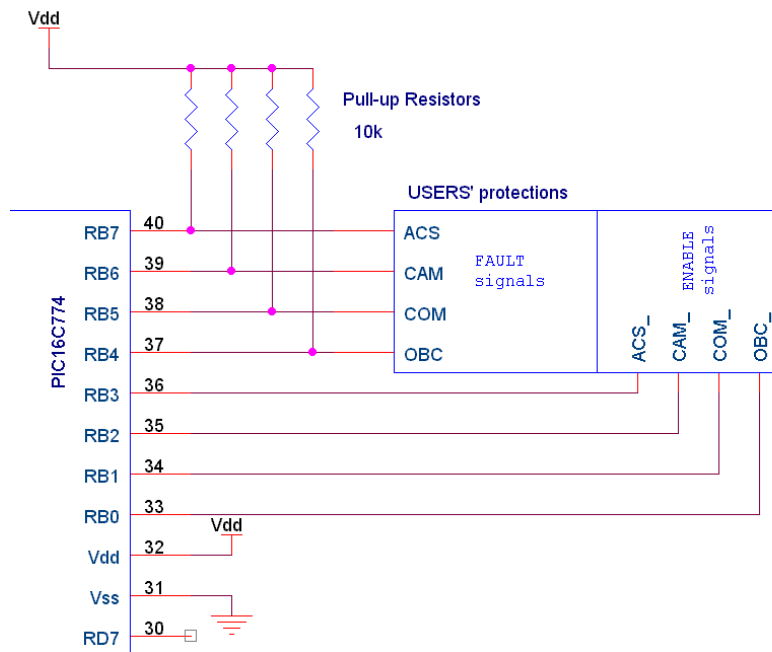 Vdd
Pull-up Resistors
10k
USERS' protections
PIC16C774
RB7 40
RB6 39
RB5 38
RB4 37
RB3 36
RB2 35
RB1 34
RB0 33
Vdd 32
Vdd
Vss 31
RD7 30
ACS
CAM
COM
OBC
FAULT
signals
ENABLE
signals
ACS_
CAM_
COM_
OBC_